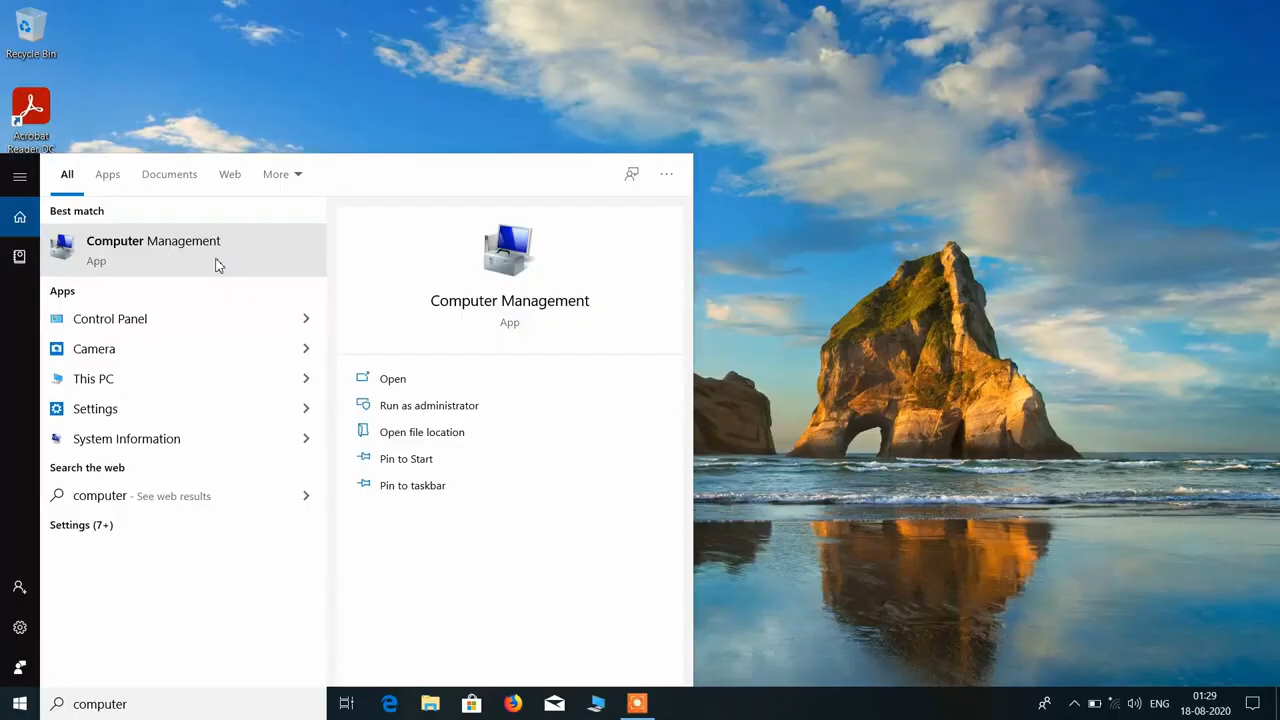 Recycle Bin
Acrobat
Reader DC
All
Apps
Documents
Web
More
Best match
Computer Management
App
Apps
Control Panel
Camera
This PC
Settings
System Information
Search the web
computer - See web results
Settings (7+)
Computer Management
App
Open
Run as administrator
Open file location
Pin to Start
Pin to taskbar
computer
ENG
01:29
18-08-2020